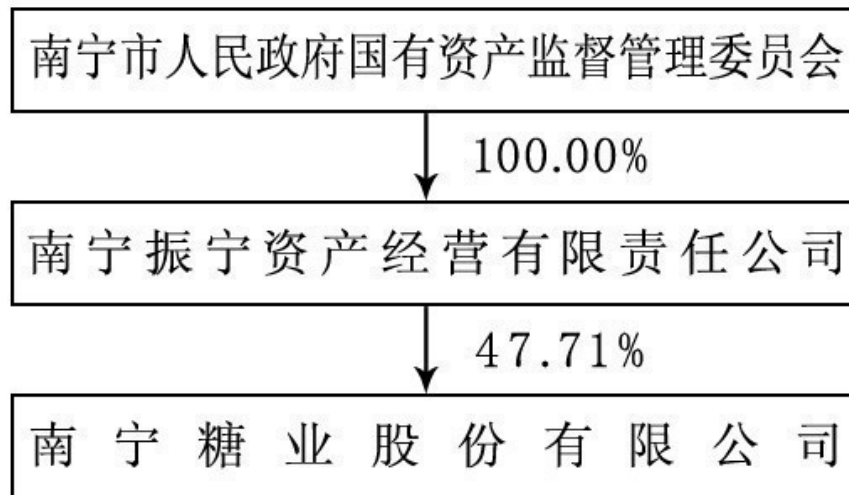 南宁市人民政府国有资产监督管理委员会
100.00%
南宁振宁资产经营有限责任公司
47.71%
南宁糖业股份有限公司